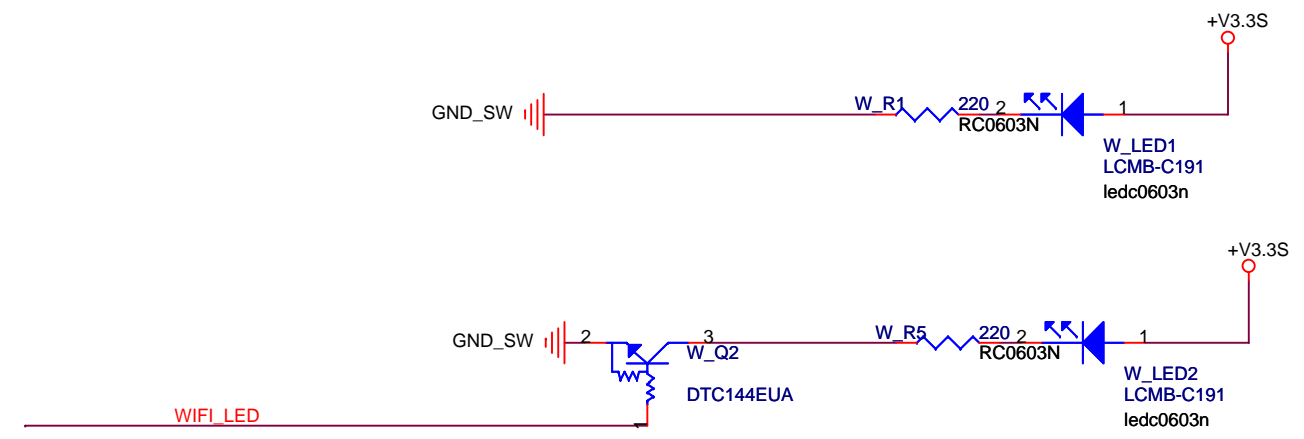 +V3.3S
GND_SW
W_R1
220
2
1
RC0603N
W_LED1
LCMB-C191
ledc0603n
+V3.3S
GND_SW
2
3
W_R5
220
2
1
W_Q2
RC0603N
W_LED2
DTC144EUA
LCMB-C191
WIFI_LED
1
ledc0603n